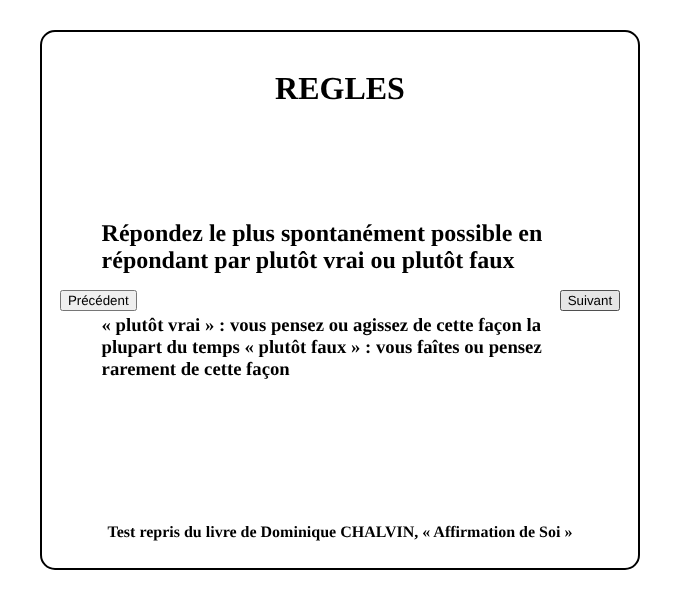 REGLES
Répondez le plus spontanément possible en
répondant par plutôt vrai ou plutôt faux
Précédent
Suivant
« plutôt vrai » : vous pensez ou agissez de cette façon la
plupart du temps « plutôt faux » : vous faîtes ou pensez
rarement de cette façon
Test repris du livre de Dominique CHALVIN, « Affirmation de Soi »